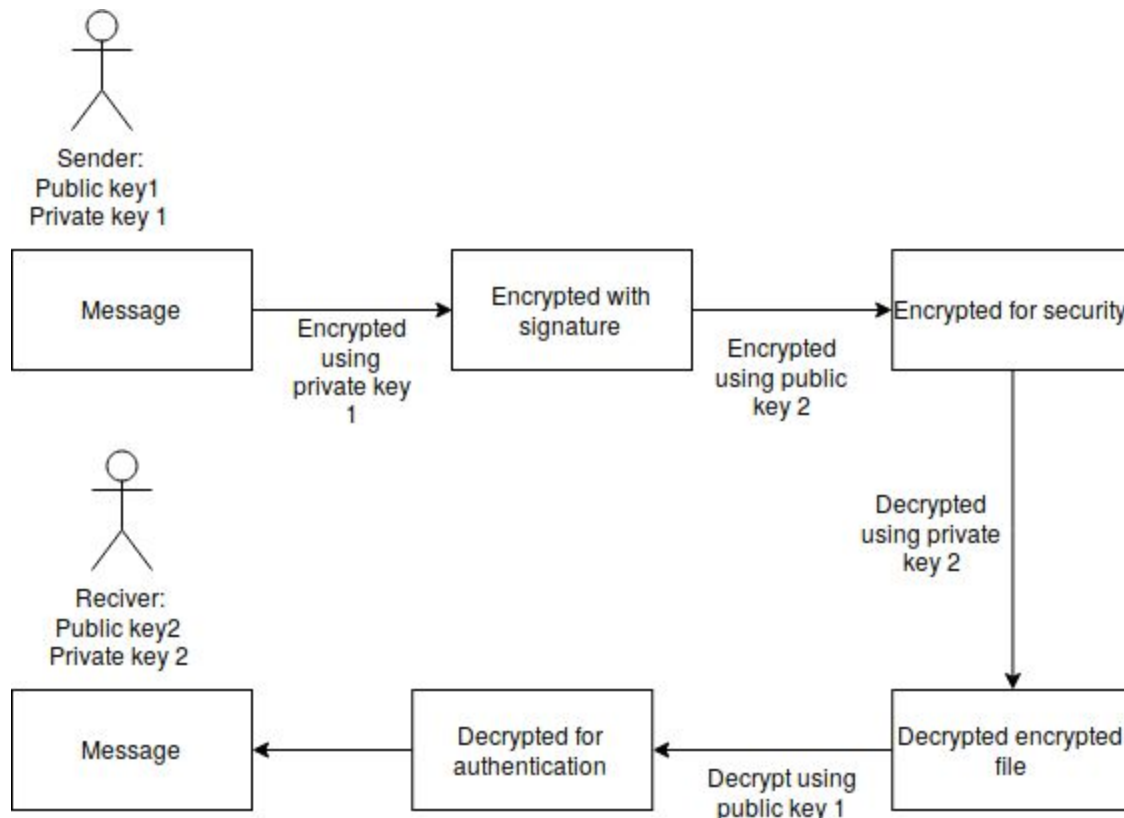 Sender:
Public key1
Private key 1
Message
Encrypted
using
private key
1
Encrypted with
signature
Encrypted
using public
key 2
Encrypted for security
Decrypted
using private
key 2
Reciver:
Public key2
Private key 2
Message
Decrypted for
authentication
Decrypt using
public key 1
Decrypted encrypted
file